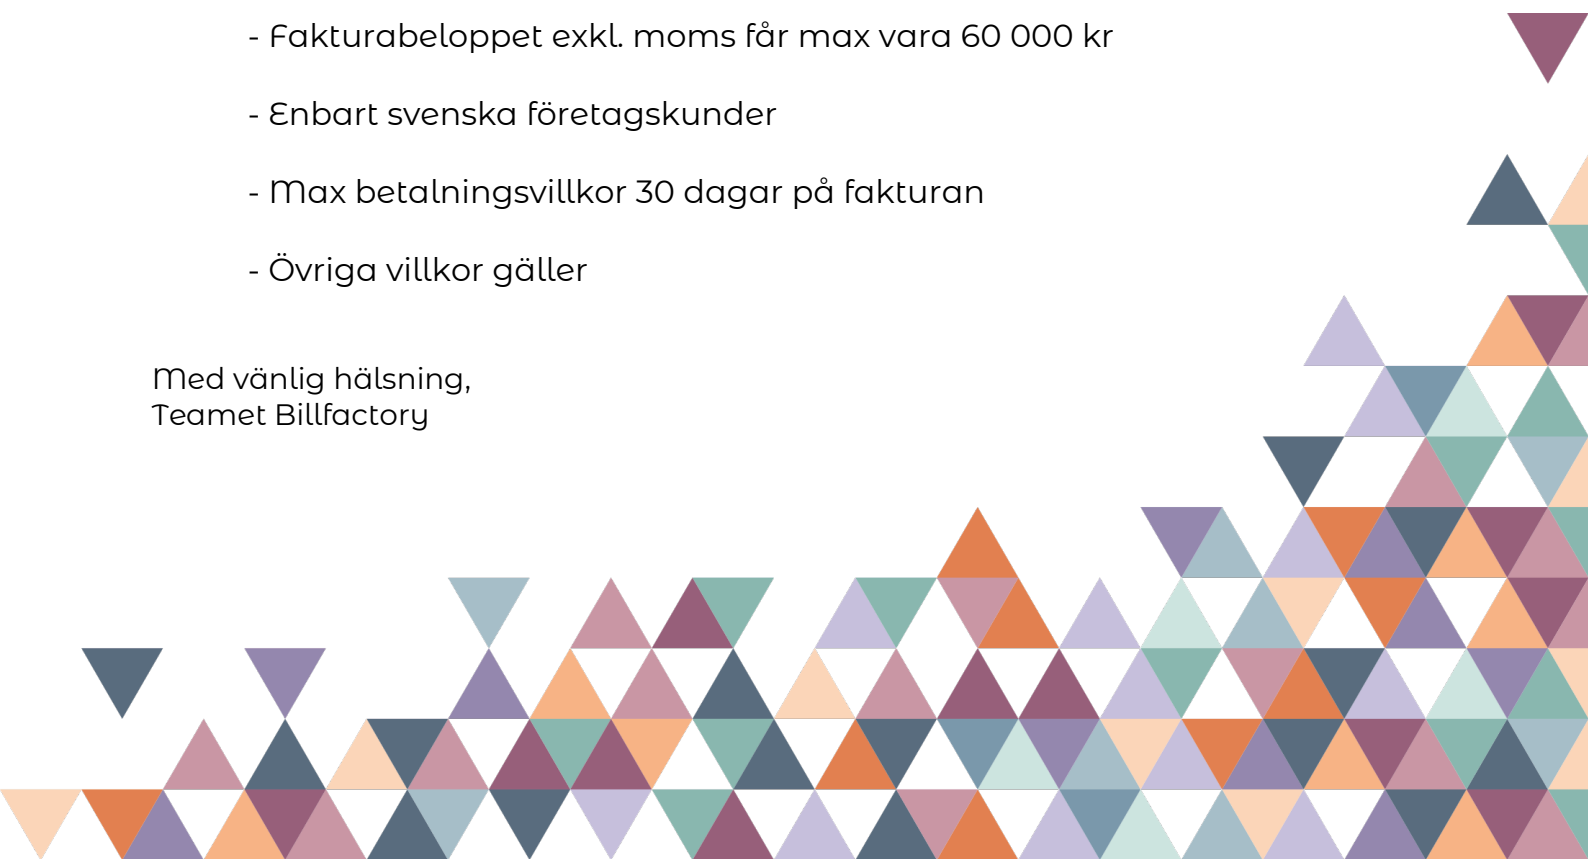 - Fakturabeloppet exkl. moms får max vara 60 000 kr
- Enbart svenska företagskunder
- Max betalningsvillkor 30 dagar på fakturan
- Övriga villkor gäller
Med vänlig hälsning,
Teamet Billfactory